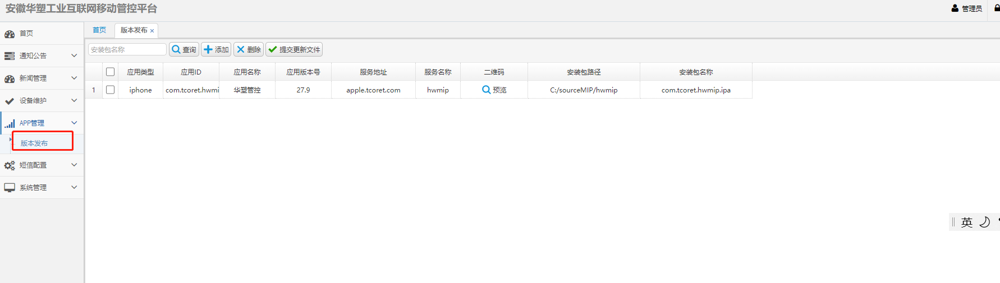 安徽华塑工业互联网移动管控平台
管理员
首页
通知公告
新闻管理
设备维护
APP管理
版本发布
短信配置
系统管理
首页 版本发布 ×
安装包名称 查询 添加 删除 提交更新文件
应用类型 应用ID 应用名称 应用版本号 服务地址 服务名称 二维码 安装包路径 安装包名称
1 iphone com.tcoret.hwmi 华塑管控 27.9 apple.tcoret.com hwmip 预览 C:/sourceMIP/hwmip com.tcoret.hwmip.ipa
英